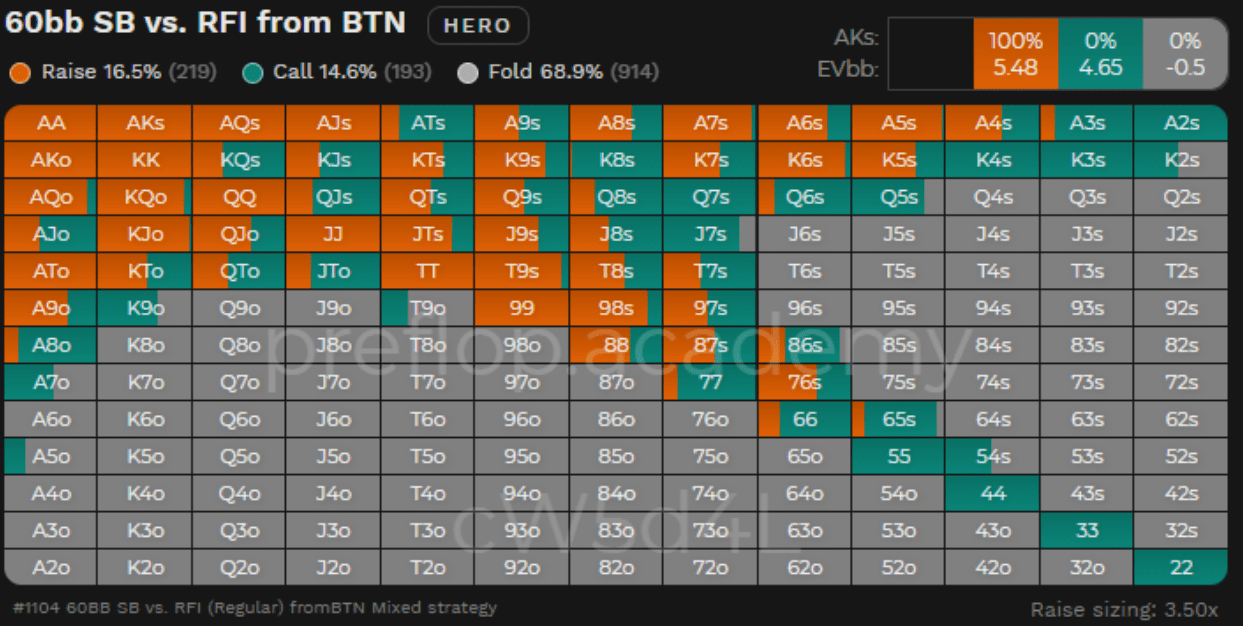 60bb SB vs. RFI from BTN HERO
AKs: 100% 0% 0%
EVbb: 5.48 4.65 -0.5
Raise 16.5% (219) Call 14.6% (193) Fold 68.9% (914)
AA AKs AQs AJs ATs A9s A8s A7s A6s A5s A4s A3s A2s
AKo KK KQs KJs KTs K9s K8s K7s K6s K5s K4s K3s K2s
AQo KQo QQ QJs QTs Q9s Q8s Q7s Q6s Q5s Q4s Q3s Q2s
AJo KJo QJo JJ JTs J9s J8s J7s J6s J5s J4s J3s J2s
ATo KTo QTo JTo TT T9s T8s T7s T6s T5s T4s T3s T2s
A9o K9o Q9o J9o T9o 99 98s 97s 96s 95s 94s 93s 92s
preflop.academy
A8o K8o Q8o J8o T8o 98o 88 87s 86s 85s 84s 83s 82s
A7o K7o Q7o J7o T7o 97o 87o 77 76s 75s 74s 73s 72s
A6o K6o Q6o J6o T6o 96o 86o 76o 66 65s 64s 63s 62s
A5o K5o Q5o J5o T5o 95o 85o 75o 65o 55 54s 53s 52s
A4o K4o Q4o J4o T4o 94o 84o 74o 64o 54o 44 43s 42s
cW5d4L
A3o K3o Q3o J3o T3o 93o 83o 73o 63o 53o 43o 33 32s
A2o K2o Q2o J2o T2o 92o 82o 72o 62o 52o 42o 32o 22
#1104 60BB SB vs. RFI (Regular) fromBTN Mixed strategy
Raise sizing: 3.50x